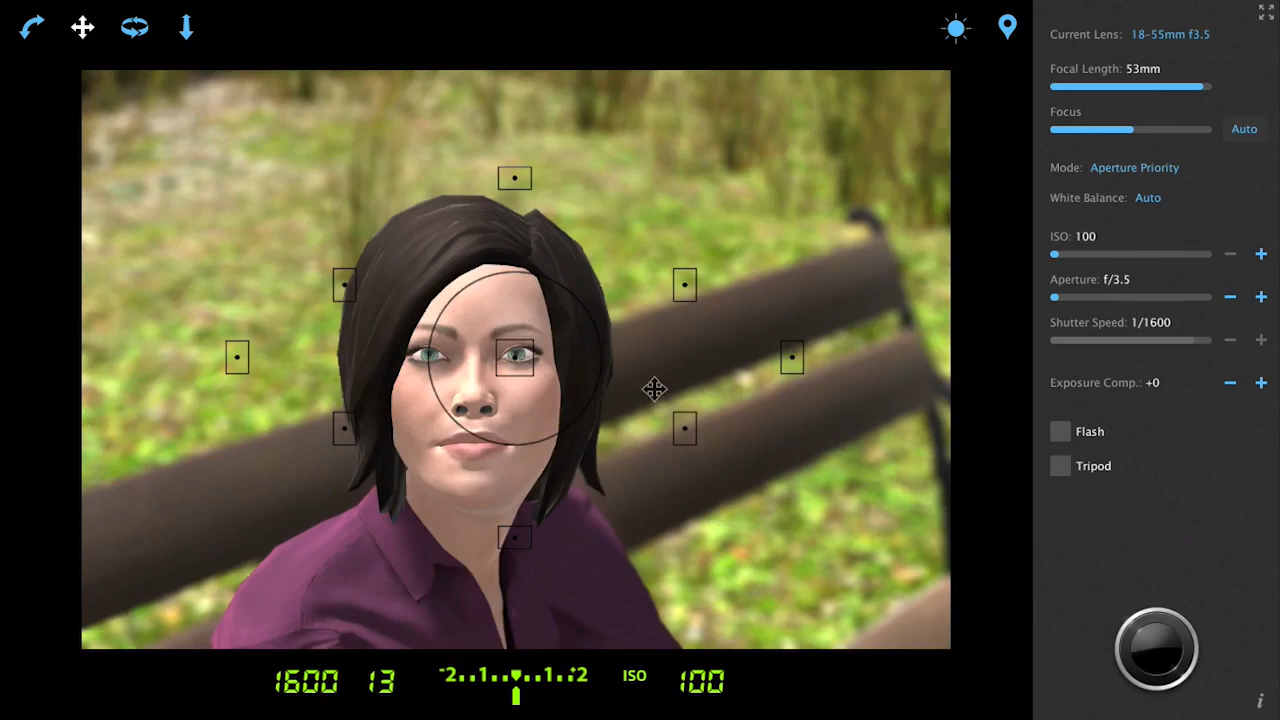 Current Lens: 18–55mm f3.5
Focal Length: 53mm
Focus
Auto
Mode: Aperture Priority
White Balance: Auto
ISO: 100
Aperture: f/3.5
Shutter Speed: 1/1600
Exposure Comp.: +0
Flash
Tripod
1600 13 -2..1..▼..1..+2 ISO 100
i